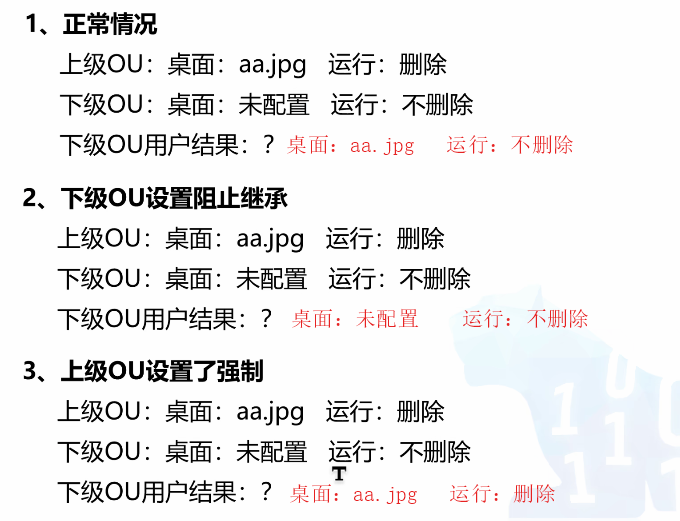 1、正常情况
上级OU：桌面：aa.jpg 运行：删除
下级OU：桌面：未配置 运行：不删除
下级OU用户结果：？ 桌面：aa.jpg 运行：不删除
2、下级OU设置阻止继承
上级OU：桌面：aa.jpg 运行：删除
下级OU：桌面：未配置 运行：不删除
下级OU用户结果：？ 桌面：未配置 运行：不删除
3、上级OU设置了强制
上级OU：桌面：aa.jpg 运行：删除
下级OU：桌面：未配置 运行：不删除
下级OU用户结果：？ 桌面：aa.jpg 运行：删除